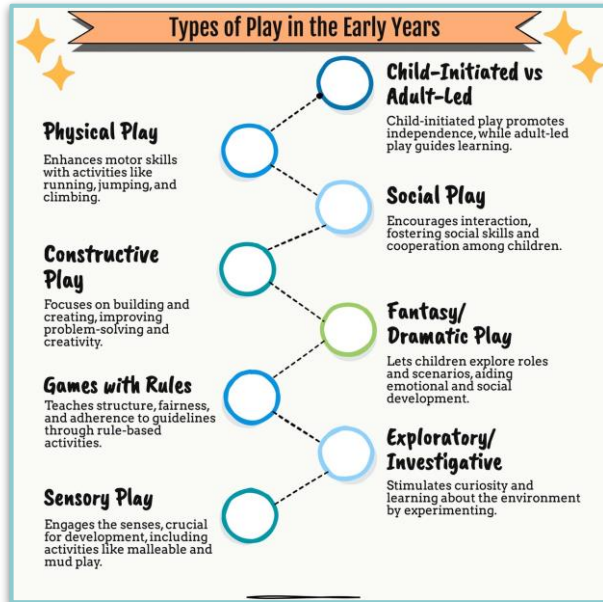 Types of Play in the Early Years
Child-Initiated vs
Adult-Led
Child-initiated play promotes
independence, while adult-led
play guides learning.
Physical Play
Enhances motor skills
with activities like
running, jumping, and
climbing.
Social Play
Encourages interaction,
fostering social skills and
cooperation among children.
Constructive
Play
Focuses on building and
creating, improving
problem-solving and
creativity.
Fantasy/
Dramatic Play
Lets children explore roles
and scenarios, aiding
emotional and social
development.
Games with Rules
Teaches structure, fairness,
and adherence to guidelines
through rule-based
activities.
Exploratory/
Investigative
Stimulates curiosity and
learning about the environment
by experimenting.
Sensory Play
Engages the senses, crucial
for development, including
activities like malleable and
mud play.